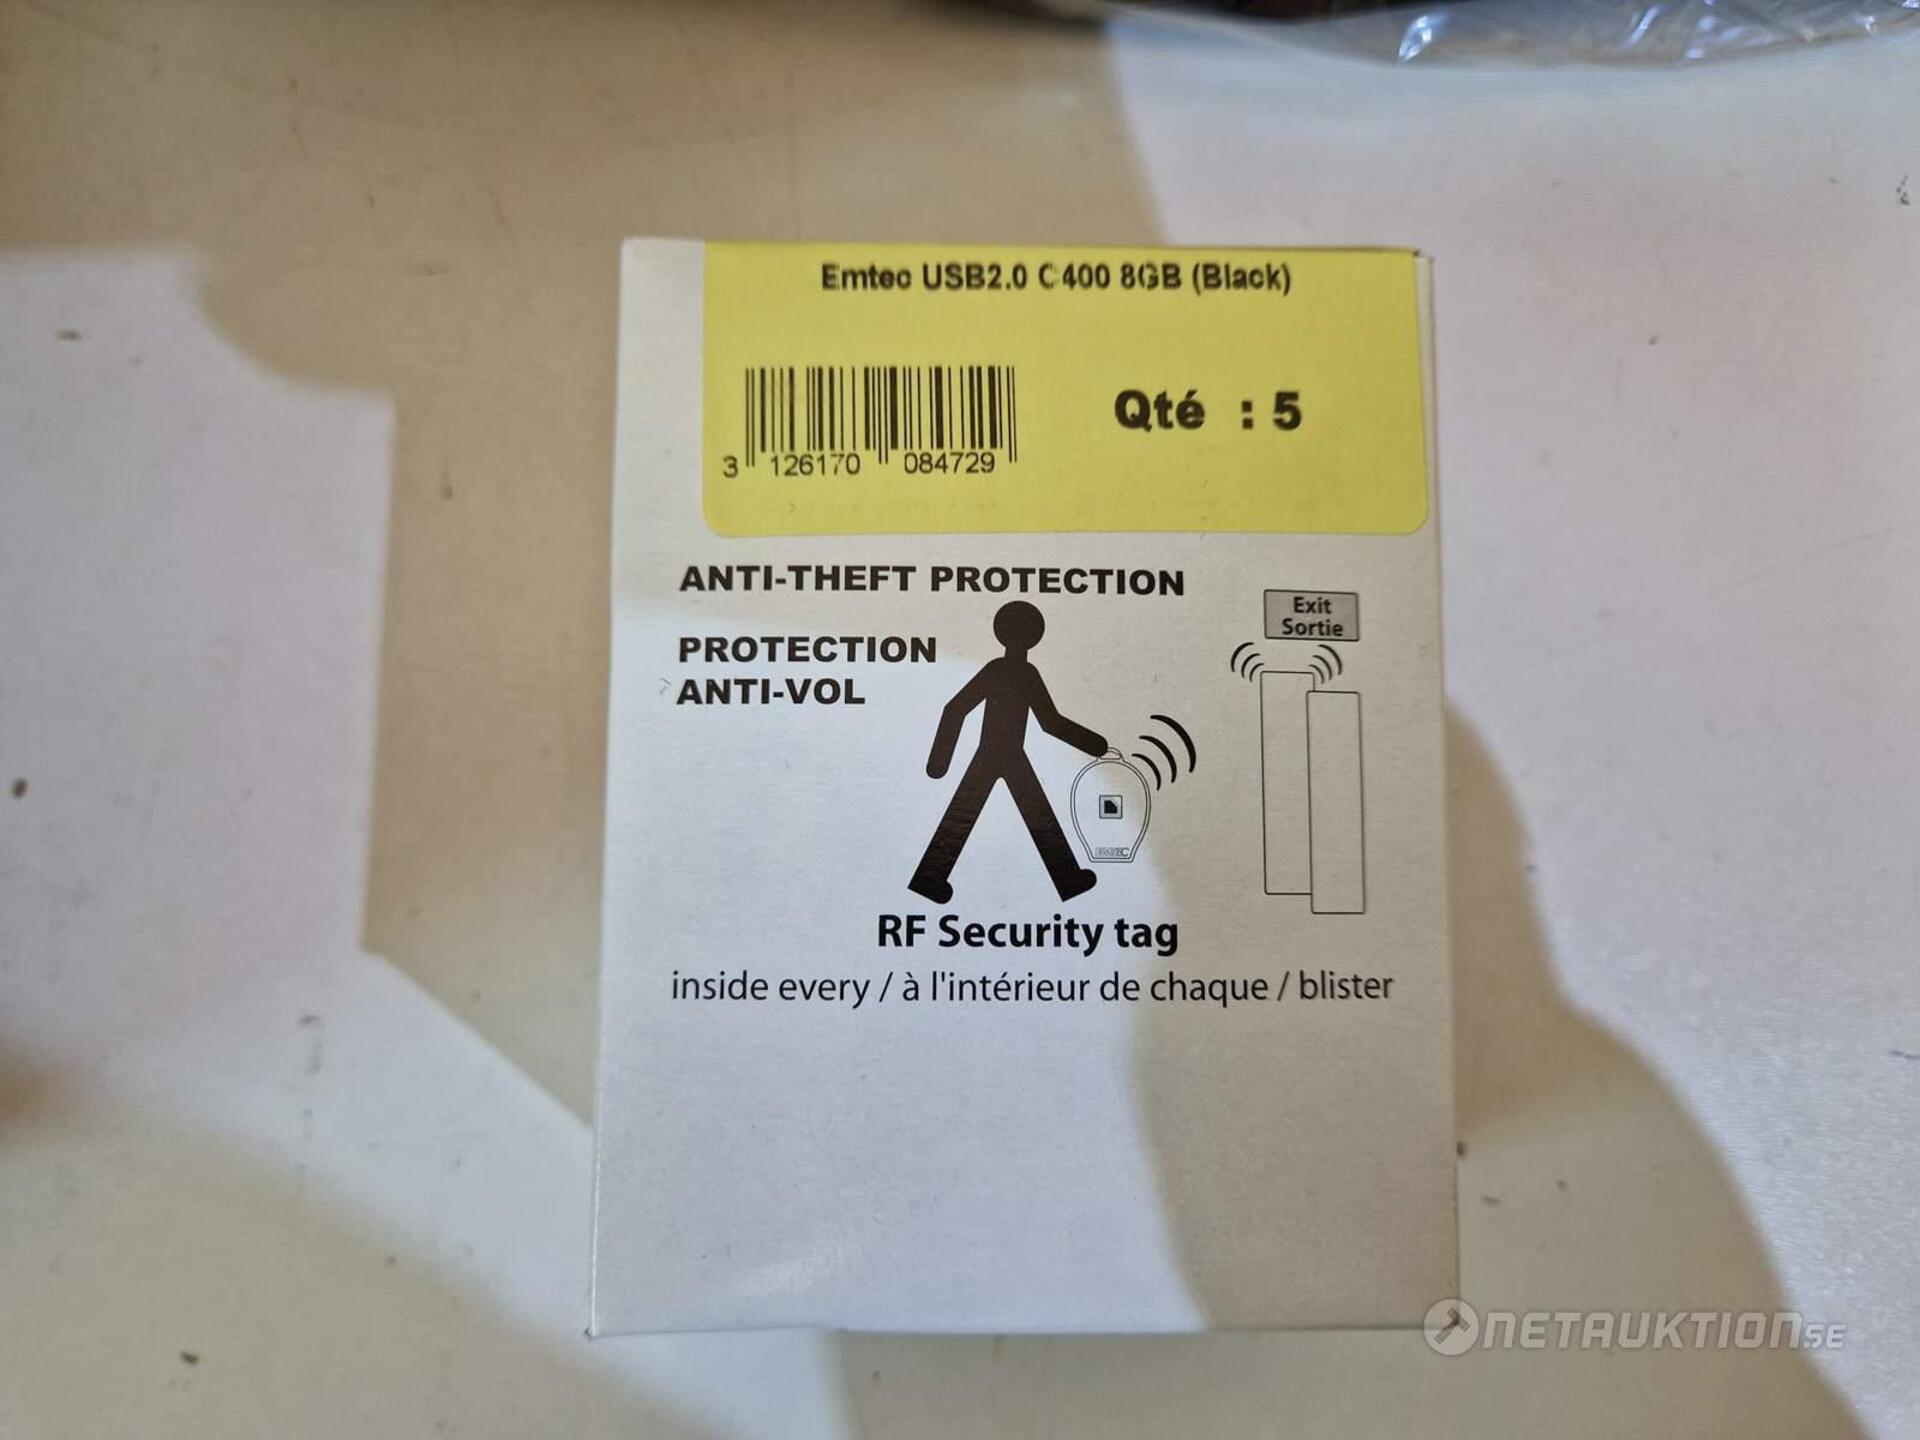 Emtec USB2.0 C400 8GB (Black)
Qté : 5
3 126170 084729
ANTI-THEFT PROTECTION
PROTECTION
ANTI-VOL
Exit
Sortie
RF Security tag
inside every / à l'intérieur de chaque / blister
NETAUKTION.SE